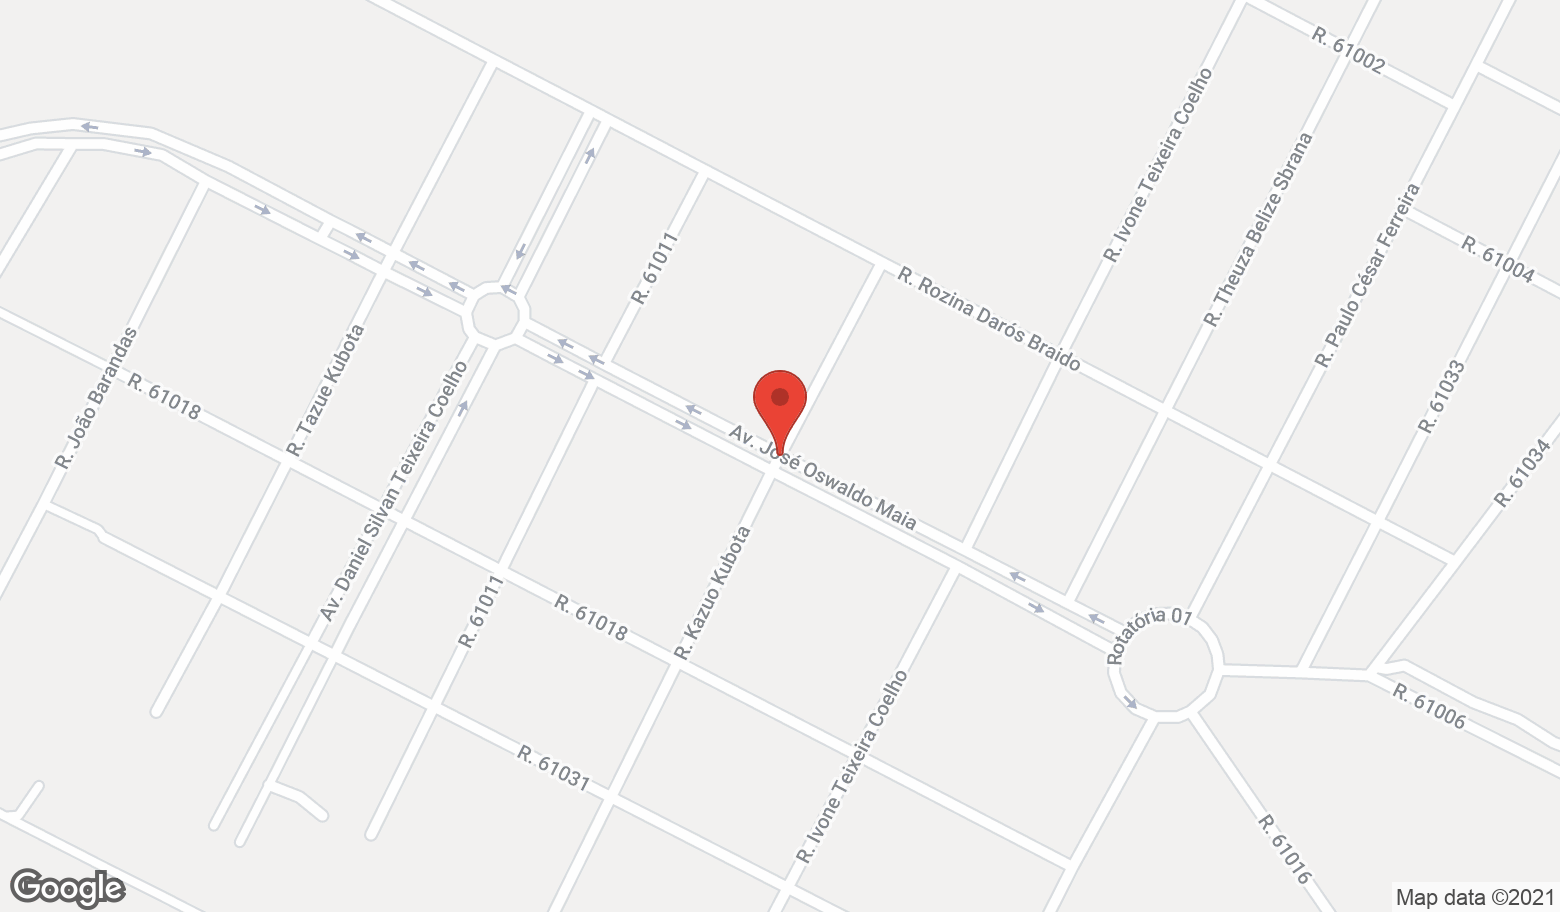 R. 61002
R. Ivone Teixeira Coelho
R. Theuza Belize Sbrana
R. Paulo César Ferreira
R. 61004
R. 61011
R. Rozina Darós Braido
R. João Barandas
R. 61018
R. Tazue Kubota
Av. Daniel Silvan Teixeira Coelho
R. 61033
R. 61034
Av. José Oswaldo Maia
R. Kazuo Kubota
R. 61011
R. 61018
Rotatória 01
R. 61006
R. 61031
R. Ivone Teixeira Coelho
R. 61016
Google
Map data ©2021